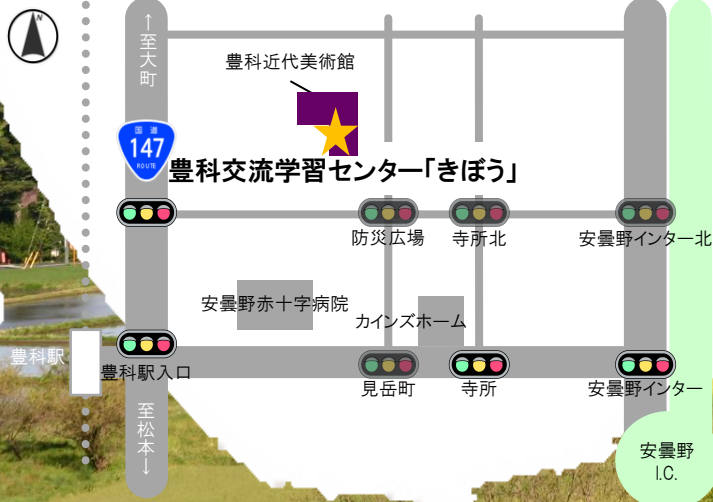 N
↑至大町
豊科近代美術館
国道
147
ROUTE
豊科交流学習センター「きぼう」
防災広場
寺所北
安曇野インター北
安曇野赤十字病院
カインズホーム
豊科駅
豊科駅入口
見岳町
寺所
安曇野インター
至松本↓
安曇野
I.C.